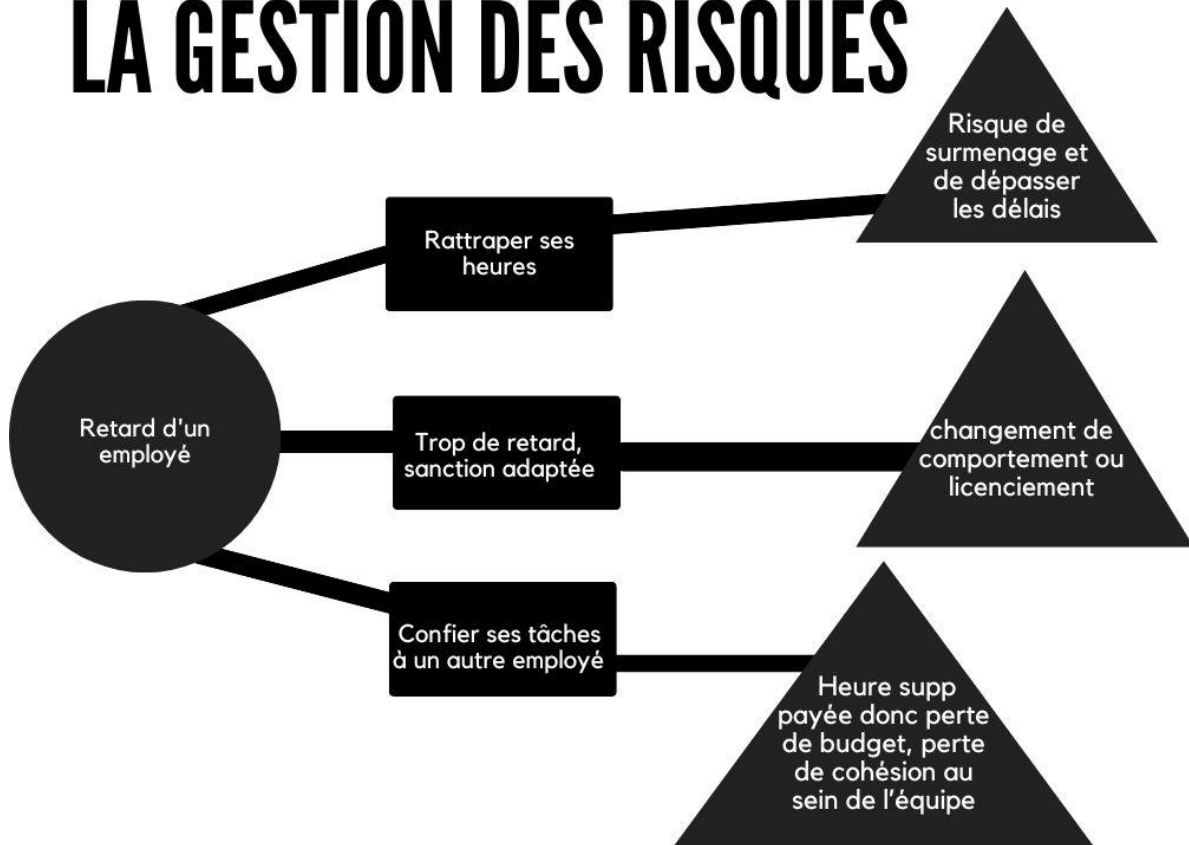 LA GESTION DES RISQUES
Risque de
surmenage et
de dépasser
les délais
Rattraper ses
heures
Retard d'un
employé
Trop de retard,
sanction adaptée
changement de
comportement ou
licenciement
Confier ses tâches
à un autre employé
Heure supp
payée donc perte
de budget, perte
de cohésion au
sein de l'équipe